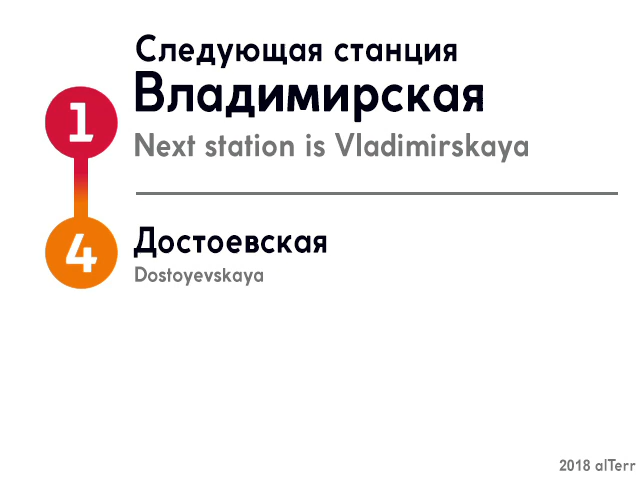 Следующая станция
1
Владимирская
Next station is Vladimirskaya
4
Достоевская
Dostoyevskaya
2018 alTerr